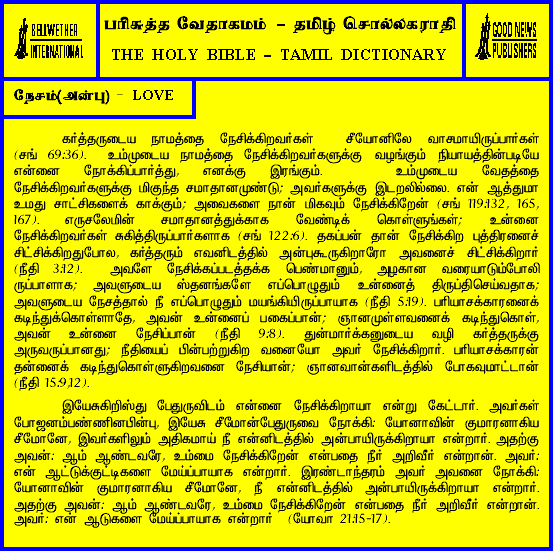 BELLWETHER
INTERNATIONAL
பரிசுத்த வேதாகமம் – தமிழ் சொல்லகராதி
THE HOLY BIBLE – TAMIL DICTIONARY
GOOD NEWS
PUBLISHERS
நேசம்(அன்பு) – LOVE
கர்த்தருடைய நாமத்தை நேசிக்கிறவர்கள் சீயோனிலே வாசமாயிருப்பார்கள்
(சங் 69:36). உம்முடைய நாமத்தை நேசிக்கிறவர்களுக்கு வழங்கும் நியாயத்தின்படியே
என்னை நோக்கிப்பார்த்து, எனக்கு இரங்கும். உம்முடைய வேதத்தை
நேசிக்கிறவர்களுக்கு மிகுந்த சமாதானமுண்டு; அவர்களுக்கு இடறலில்லை. என் ஆத்துமா
உமது சாட்சிகளைக் காக்கும்; அவைகளை நான் மிகவும் நேசிக்கிறேன் (சங் 119:132, 165,
167). எருசலேமின் சமாதானத்துக்காக வேண்டிக் கொள்ளுங்கள்; உன்னை
நேசிக்கிறவர்கள் சுகித்திருப்பார்களாக (சங் 122:6). தகப்பன் தான் நேசிக்கிற புத்திரனைச்
சிட்சிக்கிறதுபோல, கர்த்தரும் எவனிடத்தில் அன்புகூருகிறாரோ அவனைச் சிட்சிக்கிறார்
(நீதி 3:12). அவளே நேசிக்கப்படத்தக்க பெண்மானும், அழகான வரையாடும்போலி
ருப்பாளாக; அவளுடைய ஸ்தனங்களே எப்பொழுதும் உன்னைத் திருப்திசெய்வதாக;
அவளுடைய நேசத்தால் நீ எப்பொழுதும் மயங்கியிருப்பாயாக (நீதி 5:19). பரியாசக்காரனைக்
கடிந்துக்கொள்ளாதே, அவன் உன்னைப் பகைப்பான்; ஞானமுள்ளவனைக் கடிந்துகொள்,
அவன் உன்னை நேசிப்பான் (நீதி 9:8). துன்மார்க்கனுடைய வழி கர்த்தருக்கு
அருவருப்பானது; நீதியைப் பின்பற்றுகிற வனையோ அவர் நேசிக்கிறார். பரியாசக்காரன்
தன்னைக் கடிந்துகொள்ளுகிறவனை நேசியான்; ஞானவான்களிடத்தில் போகவுமாட்டான்
(நீதி 15:9,12).
இயேசுகிறிஸ்து பேதுருவிடம் என்னை நேசிக்கிறாயா என்று கேட்டார். அவர்கள்
போஜனம்பண்ணினபின்பு, இயேசு சீமோன்பேதுருவை நோக்கி: யோனாவின் குமாரனாகிய
சீமோனே, இவர்களிலும் அதிகமாய் நீ என்னிடத்தில் அன்பாயிருக்கிறாயா என்றார். அதற்கு
அவன்: ஆம் ஆண்டவரே, உம்மை நேசிக்கிறேன் என்பதை நீர் அறிவீர் என்றான். அவர்:
என் ஆட்டுக்குட்டிகளை மேய்ப்பாயாக என்றார். இரண்டாந்தரம் அவர் அவனை நோக்கி:
யோனாவின் குமாரனாகிய சீமோனே, நீ என்னிடத்தில் அன்பாயிருக்கிறாயா என்றார்.
அதற்கு அவன்: ஆம் ஆண்டவரே, உம்மை நேசிக்கிறேன் என்பதை நீர் அறிவீர் என்றான்.
அவர்: என் ஆடுகளை மேய்ப்பாயாக என்றார் (யோவா 21:15-17).